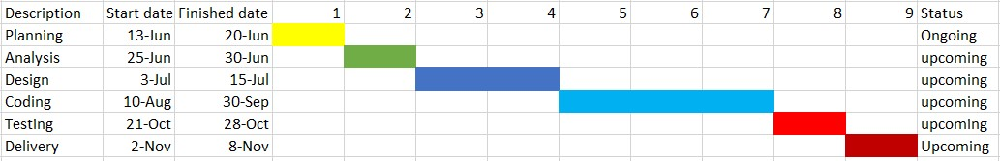 Description Start date Finished date 1 2 3 4 5 6 7 8 9 Status
Planning 13-Jun 20-Jun Ongoing
Analysis 25-Jun 30-Jun upcoming
Design 3-Jul 15-Jul upcoming
Coding 10-Aug 30-Sep upcoming
Testing 21-Oct 28-Oct upcoming
Delivery 2-Nov 8-Nov Upcoming